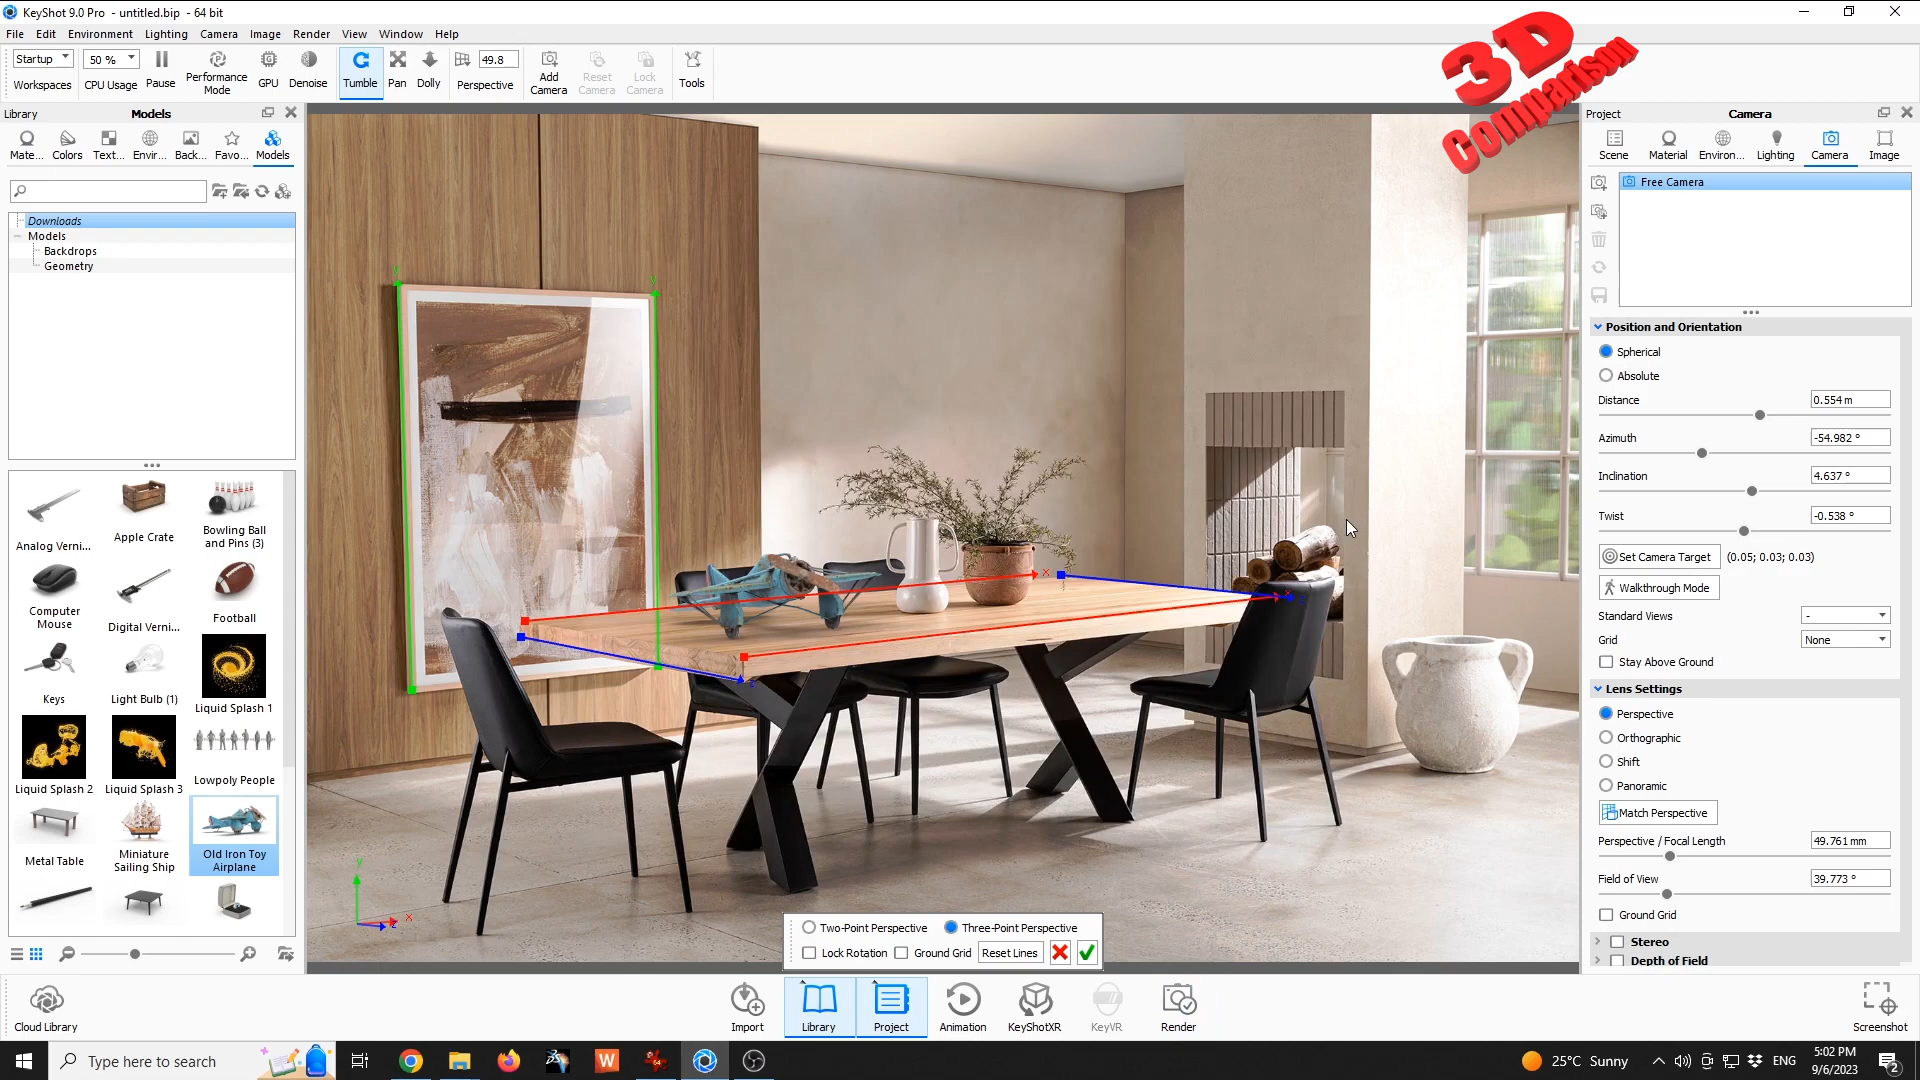 KeyShot 9.0 Pro - untitled.bip - 64 bit
File Edit Environment Lighting Camera Image Render View Window Help
3D
Comparison
Startup 50 % 49.8
Workspaces CPU Usage Pause Performance Mode GPU Denoise Tumble Pan Dolly Perspective Add Camera Reset Camera Lock Camera Tools
Library Models
Mate... Colors Text... Envir... Back... Favo... Models
Downloads
Models
Backdrops
Geometry
Analog Verni... Apple Crate Bowling Ball and Pins (3)
Computer Mouse Digital Verni... Football
Keys Light Bulb (1) Liquid Splash 1
Liquid Splash 2 Liquid Splash 3 Lowpoly People
Metal Table Miniature Sailing Ship Old Iron Toy Airplane
Two-Point Perspective Three-Point Perspective
Lock Rotation Ground Grid Reset Lines
Project Camera
Scene Material Environ... Lighting Camera Image
Free Camera
Position and Orientation
Spherical
Absolute
Distance 0.554 m
Azimuth -54.982 °
Inclination 4.637 °
Twist -0.538 °
Set Camera Target (0.05; 0.03; 0.03)
Walkthrough Mode
Standard Views -
Grid None
Stay Above Ground
Lens Settings
Perspective
Orthographic
Shift
Panoramic
Match Perspective
Perspective / Focal Length 49.761 mm
Field of View 39.773 °
Ground Grid
Stereo
Depth of Field
Cloud Library Import Library Project Animation KeyShotXR KeyVR Render Screenshot
Type here to search
25°C Sunny ENG 5:02 PM
9/6/2023
2